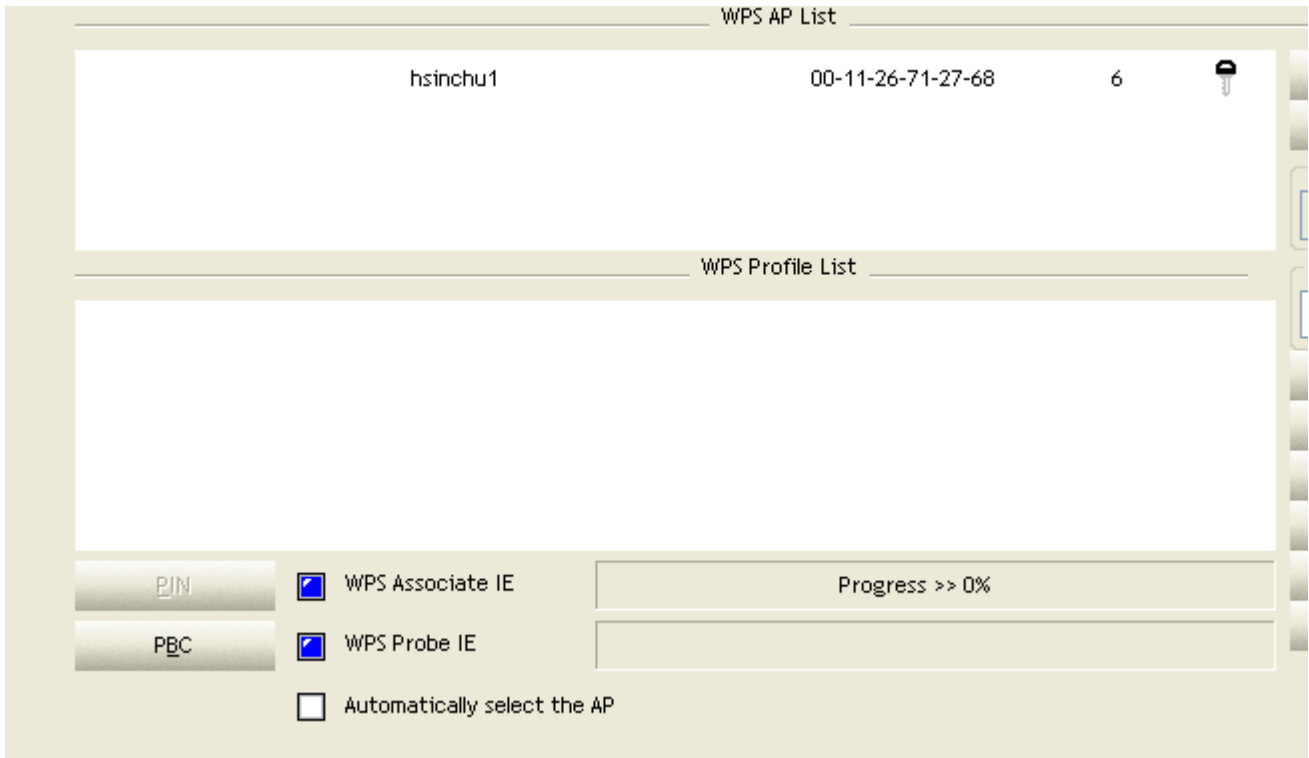 WPS AP List
hsinchu1 00-11-26-71-27-68 6
WPS Profile List
PIN WPS Associate IE Progress >> 0%
PBC WPS Probe IE
Automatically select the AP